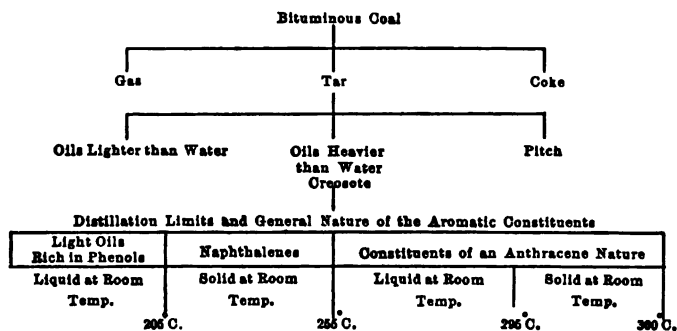 Bituminous Coal
Gas Tar Coke
Oils Lighter than Water Oils Heavier Pitch
than Water
Creosote
Distillation Limits and General Nature of the Aromatic Constituents
Light Oils
Rich in Phenols Naphthalenes Constituents of an Anthracene Nature
Liquid at Room Solid at Room Liquid at Room Solid at Room
Temp. Temp. Temp. Temp.
205°C. 255°C. 295°C. 360°C.